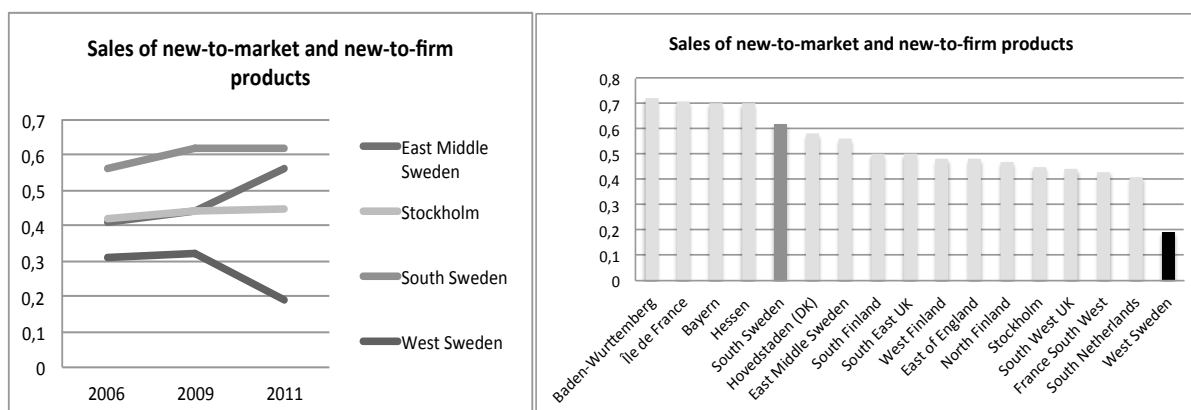 Sales of new-to-market and new-to-firm
products
0,7
0,6
0,5
0,4
0,3
0,2
0,1
0
2006 2009 2011
East Middle
Sweden
Stockholm
South Sweden
West Sweden
Sales of new-to-market and new-to-firm products
0,8
0,7
0,6
0,5
0,4
0,3
0,2
0,1
0
Baden-Wurttemberg
Île de France
Bayern
Hessen
South Sweden
Hovedstaden (DK)
East Middle Sweden
South Finland
South East UK
West Finland
East of England
North Finland
Stockholm
South West UK
France South West
South Netherlands
West Sweden